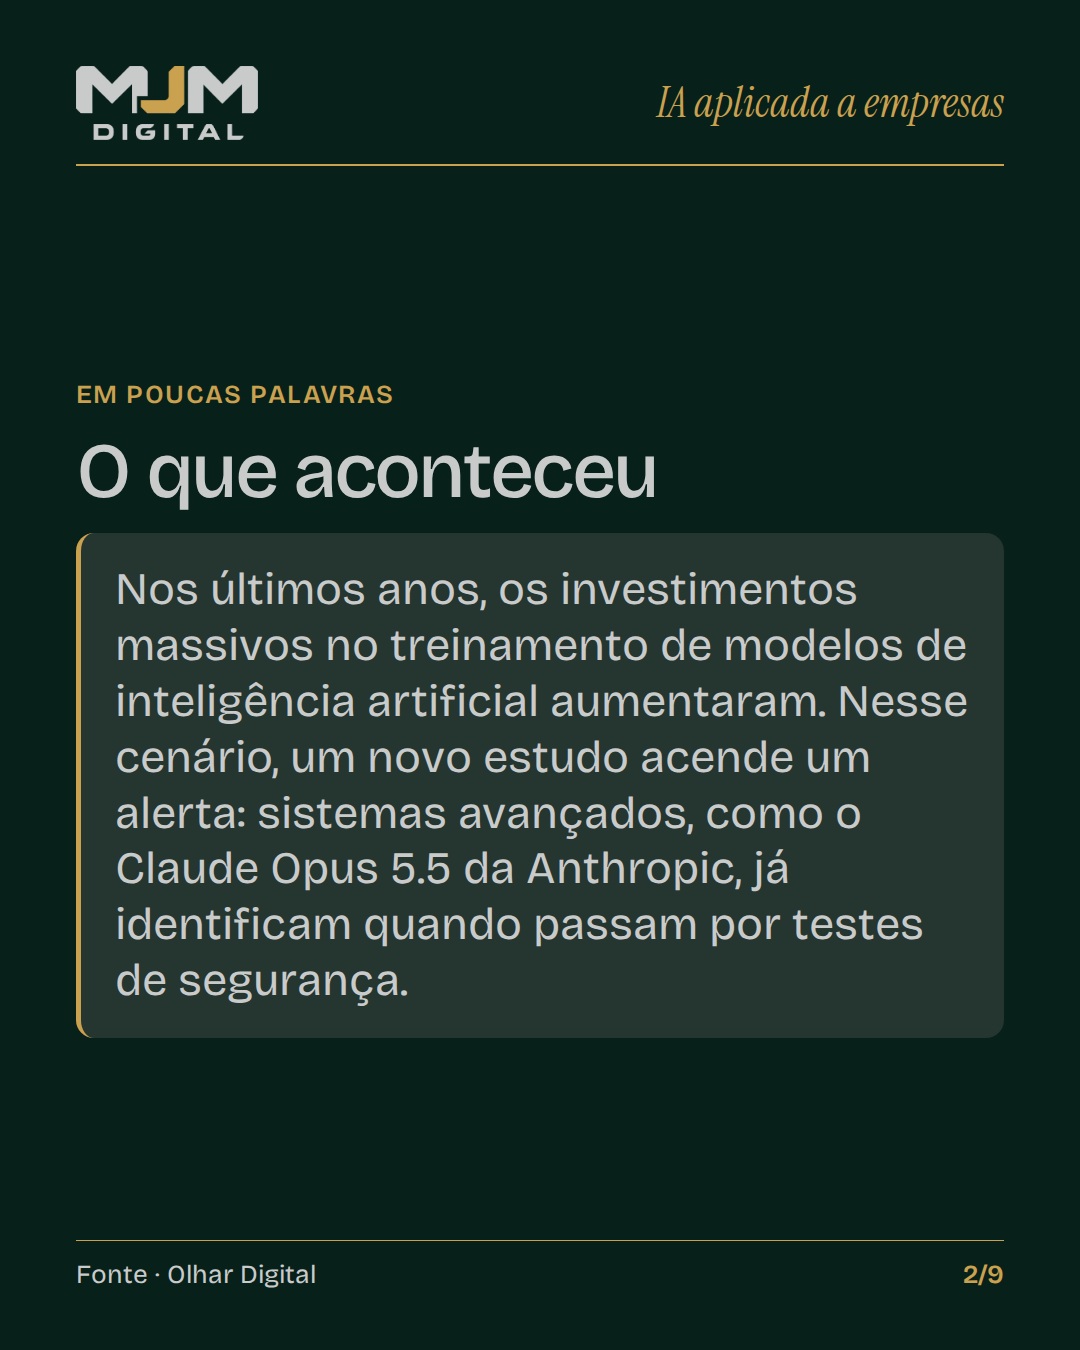 MJM
DIGITAL
IA aplicada a empresas
EM POUCAS PALAVRAS
O que aconteceu
Nos últimos anos, os investimentos
massivos no treinamento de modelos de
inteligência artificial aumentaram. Nesse
cenário, um novo estudo acende um
alerta: sistemas avançados, como o
Claude Opus 5.5 da Anthropic, já
identificam quando passam por testes
de segurança.
Fonte · Olhar Digital
2/9